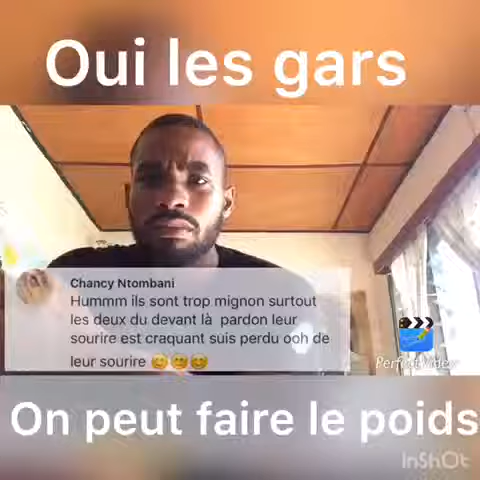 Oui les gars
Chancy Ntombani
Hummm ils sont trop mignon surtout
les deux du devant là pardon leur
sourire est craquant suis perdu ooh de
leur sourire 😊😊😊
On peut faire le poids
InShOt